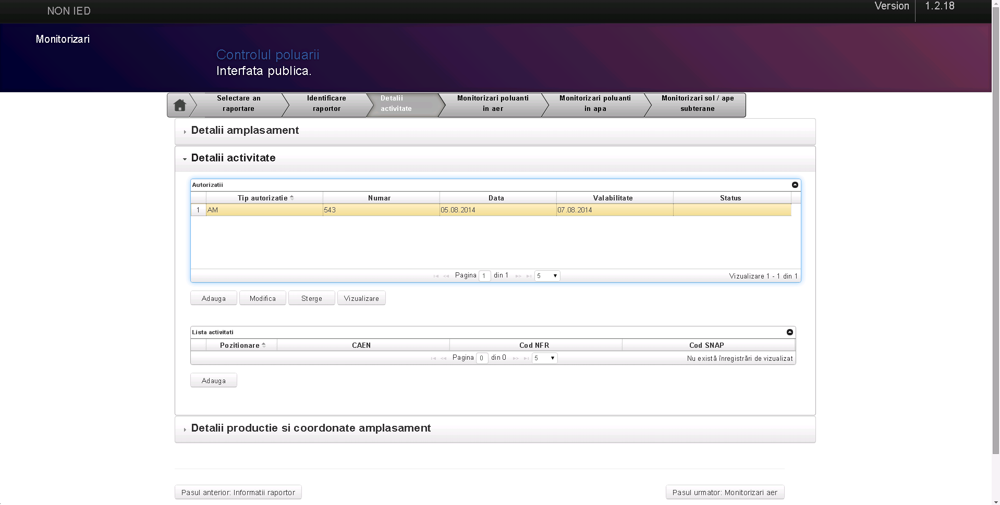 NON IED
Version 1.2.18
Monitorizari
Controlul poluarii
Interfata publica.
Selectare an
raportare
Identificare
raportor
Detalii
activitate
Monitorizari poluanti
in aer
Monitorizari poluanti
in apa
Monitorizari sol / ape
subterane
Detalii amplasament
Detalii activitate
Autorizatii
Tip autorizatie Numar Data Valabilitate Status
1 AM 543 05.08.2014 07.08.2014
Pagina 1 din 1 5 Vizualizare 1 - 1 din 1
Adauga Modifica Sterge Vizualizare
Lista activitati
Pozitionare CAEN Cod NFR Cod SNAP
Pagina 0 din 0 5 Nu există înregistrări de vizualizat
Adauga
Detalii productie si coordonate amplasament
Pasul anterior: Informatii raportor Pasul urmator: Monitorizari aer